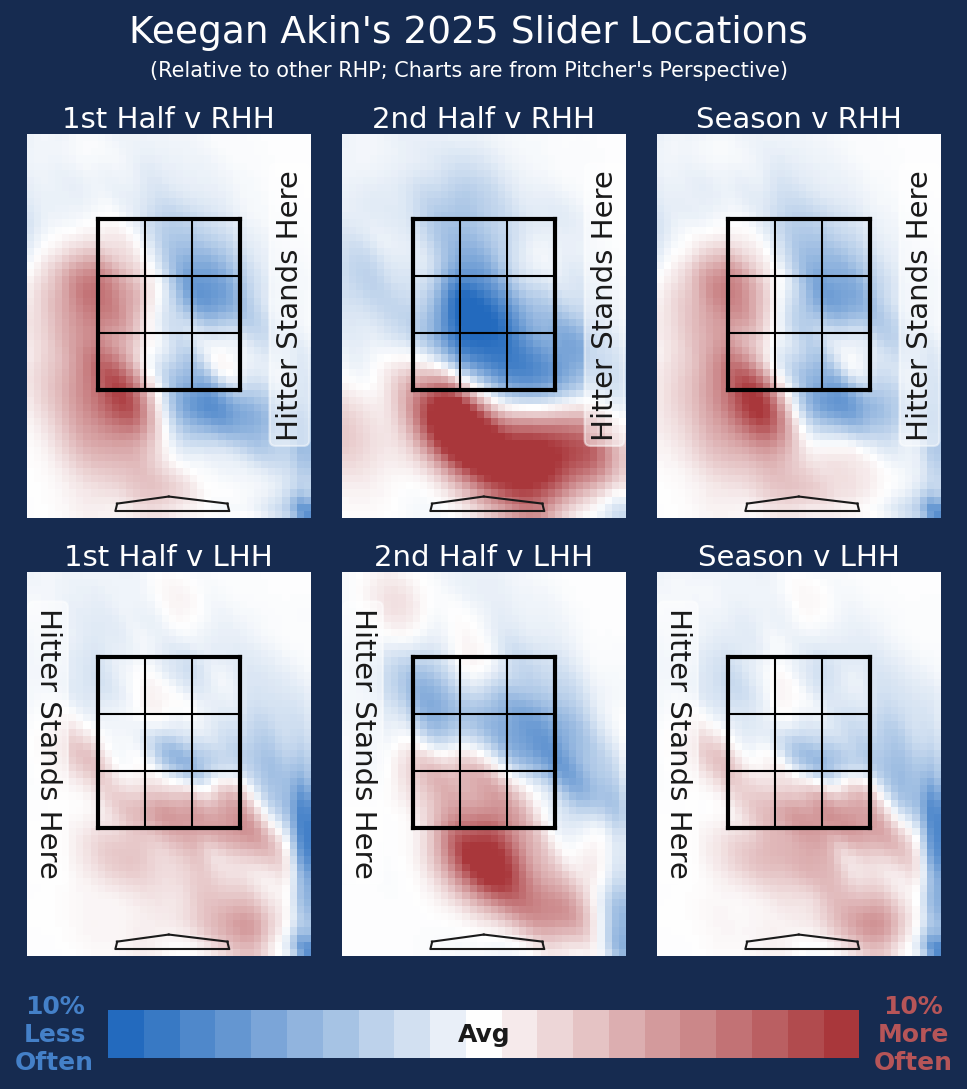 Keegan Akin's 2025 Slider Locations
(Relative to other RHP; Charts are from Pitcher's Perspective)
1st Half v RHH
2nd Half v RHH
Season v RHH
Hitter Stands Here
Hitter Stands Here
Hitter Stands Here
1st Half v LHH
2nd Half v LHH
Season v LHH
Hitter Stands Here
Hitter Stands Here
Hitter Stands Here
10%
Less
Often
Avg
10%
More
Often